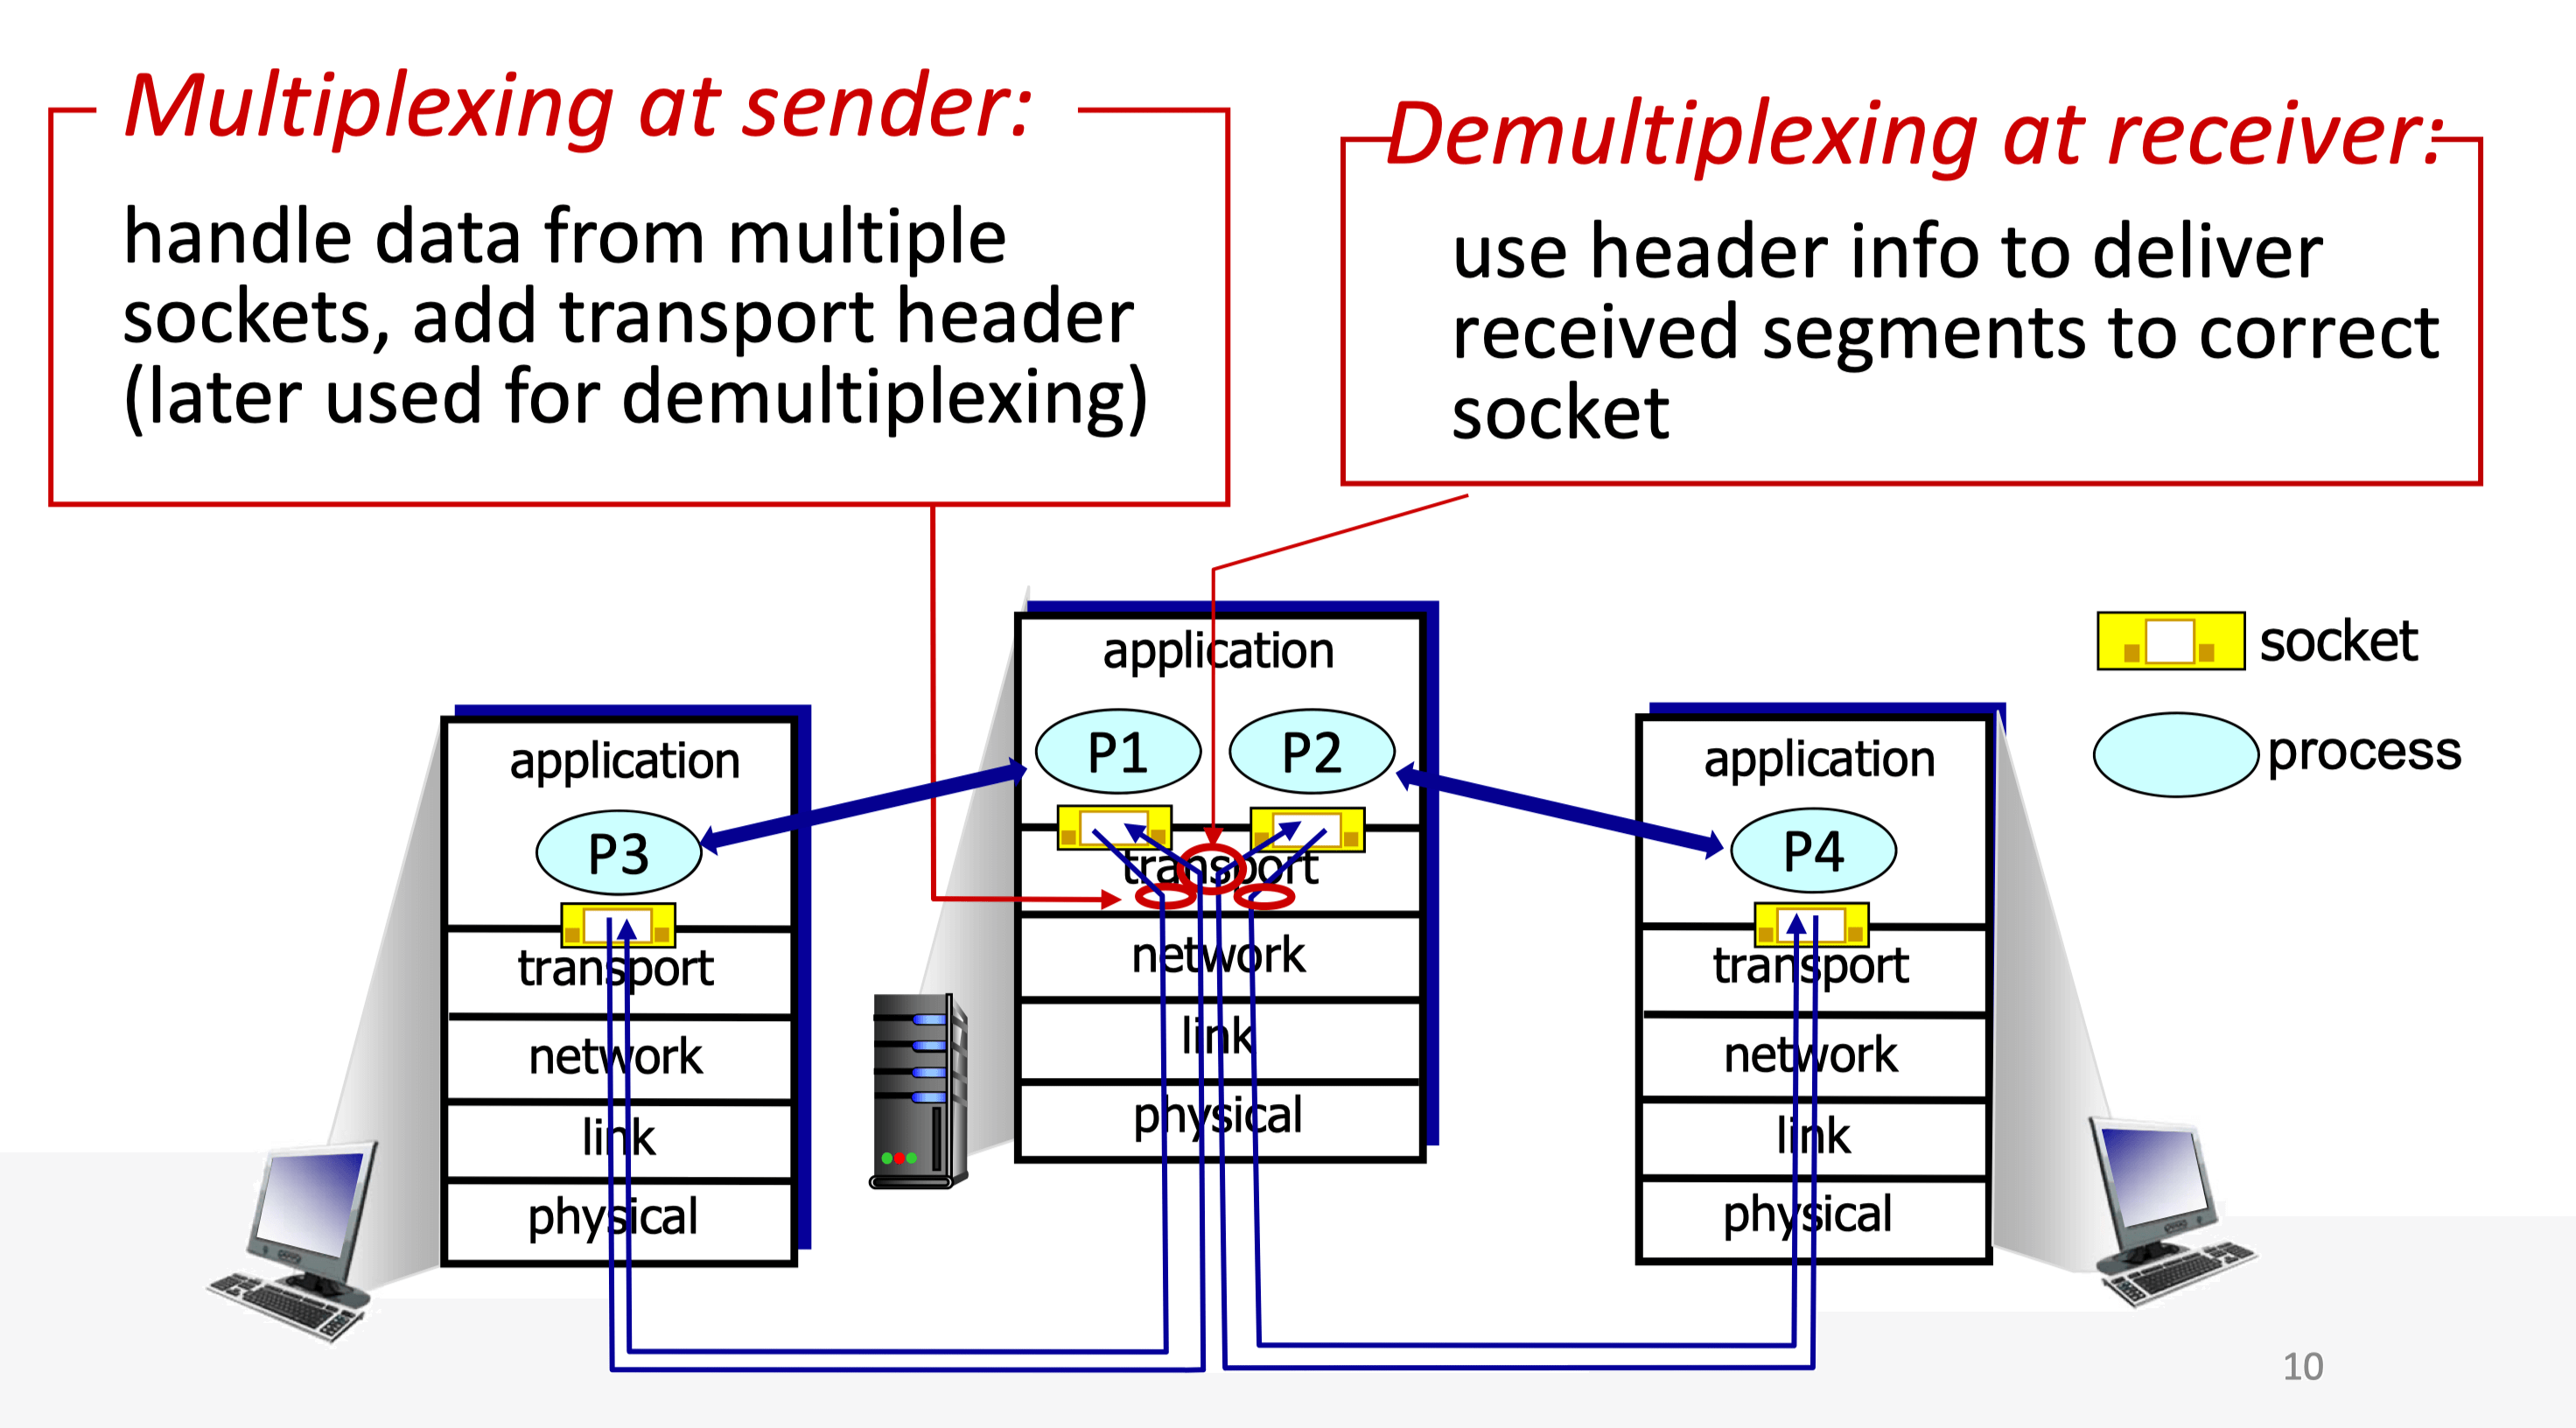 Multiplexing at sender:
handle data from multiple
sockets, add transport header
(later used for demultiplexing)
Demultiplexing at receiver:
use header info to deliver
received segments to correct
socket
application
P3
transport
network
link
physical
application
P1 P2
transport
network
link
physical
application
P4
transport
network
link
physical
socket
process
10